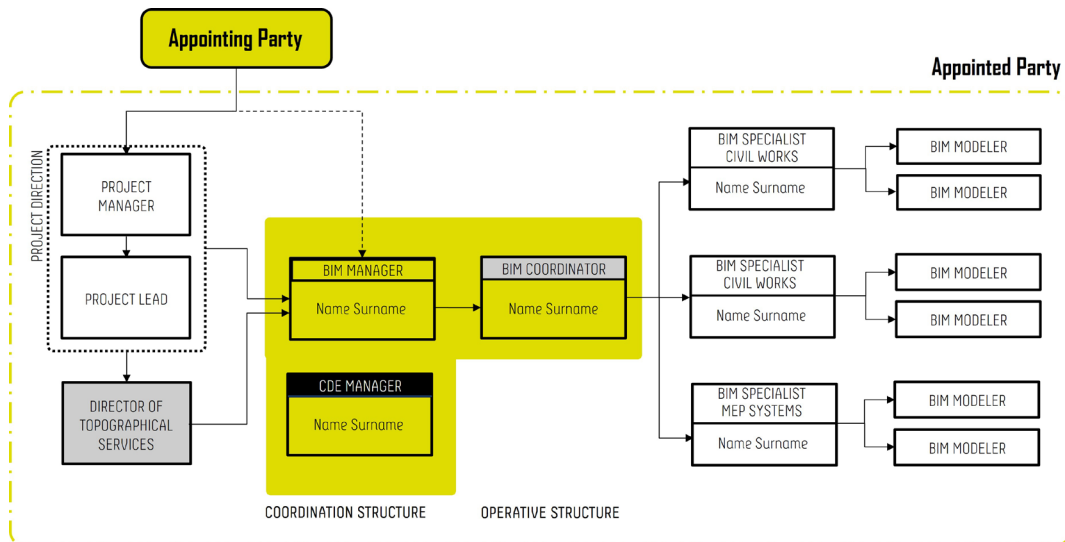 Appointing Party
Appointed Party
PROJECT DIRECTION
PROJECT
MANAGER
PROJECT LEAD
DIRECTOR OF
TOPOGRAPHICAL
SERVICES
BIM MANAGER
Name Surname
CDE MANAGER
Name Surname
BIM COORDINATOR
Name Surname
COORDINATION STRUCTURE
OPERATIVE STRUCTURE
BIM SPECIALIST
CIVIL WORKS
Name Surname
BIM MODELER
BIM MODELER
BIM SPECIALIST
CIVIL WORKS
Name Surname
BIM MODELER
BIM MODELER
BIM SPECIALIST
MEP SYSTEMS
Name Surname
BIM MODELER
BIM MODELER